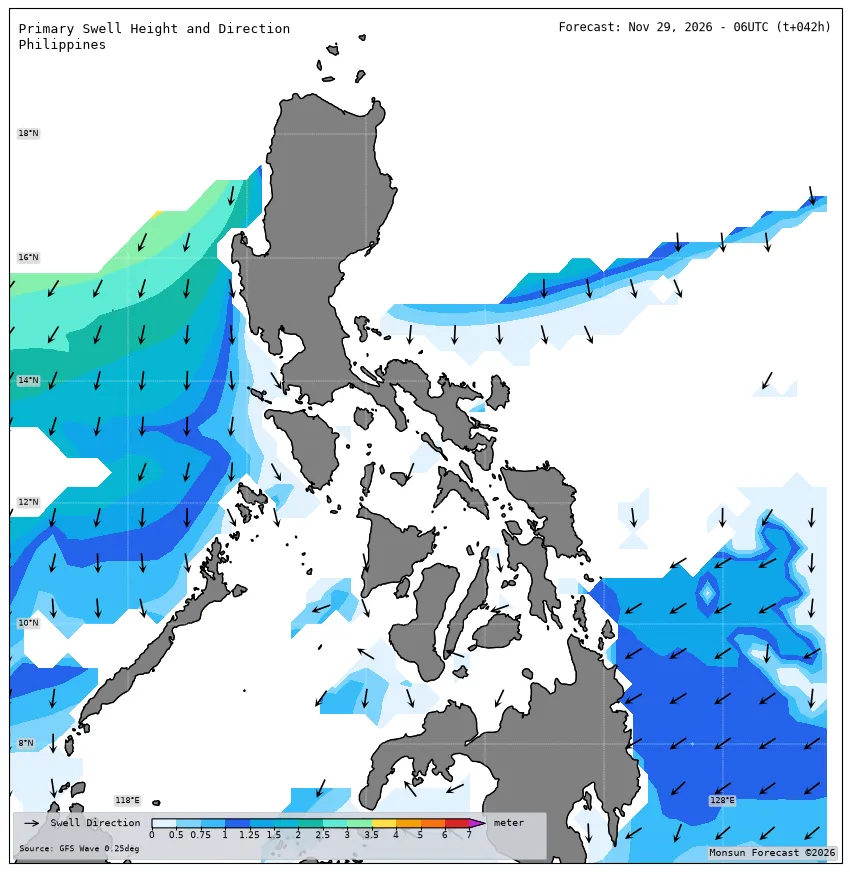 Primary Swell Height and Direction
Philippines
Forecast: Nov 29, 2026 - 06UTC (t+042h)
18°N
16°N
14°N
12°N
10°N
8°N
118°E
128°E
Swell Direction
0 0.5 0.75 1 1.25 1.5 2 2.5 3 3.5 4 5 6 7
meter
Source: GFS Wave 0.25deg
Monsun Forecast ©2026